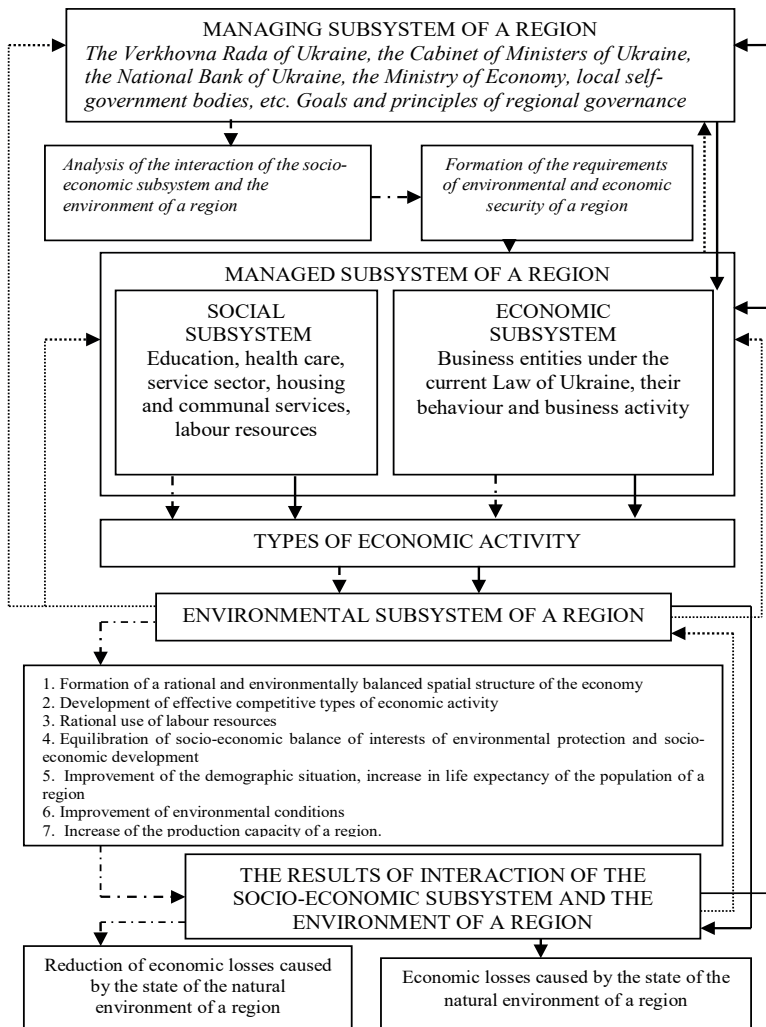 MANAGING SUBSYSTEM OF A REGION
The Verkhovna Rada of Ukraine, the Cabinet of Ministers of Ukraine,
the National Bank of Ukraine, the Ministry of Economy, local self-
government bodies, etc. Goals and principles of regional governance
Analysis of the interaction of the socio-
economic subsystem and the
environment of a region
Formation of the requirements
of environmental and economic
security of a region
MANAGED SUBSYSTEM OF A REGION
SOCIAL
SUBSYSTEM
Education, health care,
service sector, housing
and communal services,
labour resources
ECONOMIC
SUBSYSTEM
Business entities under the
current Law of Ukraine, their
behaviour and business activity
TYPES OF ECONOMIC ACTIVITY
ENVIRONMENTAL SUBSYSTEM OF A REGION
1. Formation of a rational and environmentally balanced spatial structure of the economy
2. Development of effective competitive types of economic activity
3. Rational use of labour resources
4. Equilibration of socio-economic balance of interests of environmental protection and socio-
economic development
5. Improvement of the demographic situation, increase in life expectancy of the population of a
region
6. Improvement of environmental conditions
7. Increase of the production capacity of a region.
THE RESULTS OF INTERACTION OF THE
SOCIO-ECONOMIC SUBSYSTEM AND THE
ENVIRONMENT OF A REGION
Reduction of economic losses caused
by the state of the natural
environment of a region
Economic losses caused by the state of the
natural environment of a region